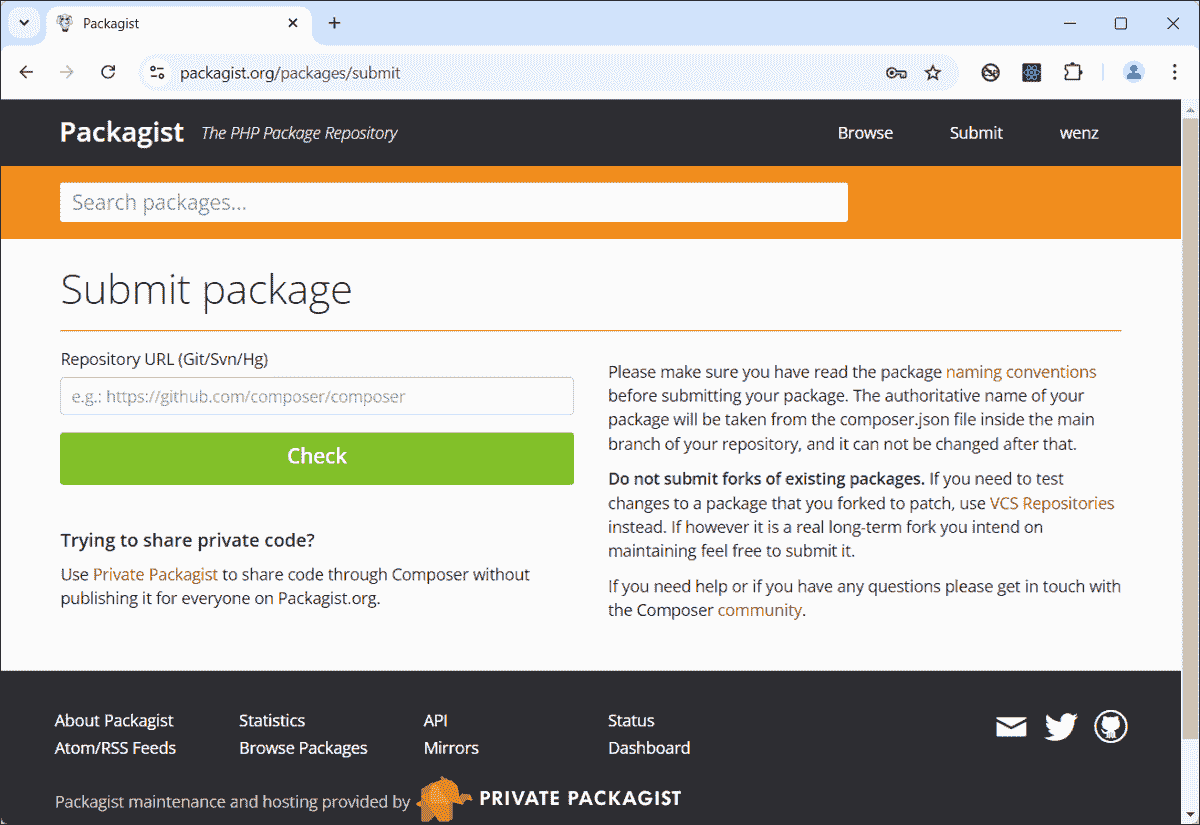 Packagist
packagist.org/packages/submit
Packagist The PHP Package Repository Browse Submit wenz
Search packages...
Submit package
Repository URL (Git/Svn/Hg)
e.g.: https://github.com/composer/composer
Check
Trying to share private code?
Use Private Packagist to share code through Composer without
publishing it for everyone on Packagist.org.
Please make sure you have read the package naming conventions
before submitting your package. The authoritative name of your
package will be taken from the composer.json file inside the main
branch of your repository, and it can not be changed after that.
Do not submit forks of existing packages. If you need to test
changes to a package that you forked to patch, use VCS Repositories
instead. If however it is a real long-term fork you intend on
maintaining feel free to submit it.
If you need help or if you have any questions please get in touch with
the Composer community.
About Packagist Statistics API Status
Atom/RSS Feeds Browse Packages Mirrors Dashboard
Packagist maintenance and hosting provided by PRIVATE PACKAGIST